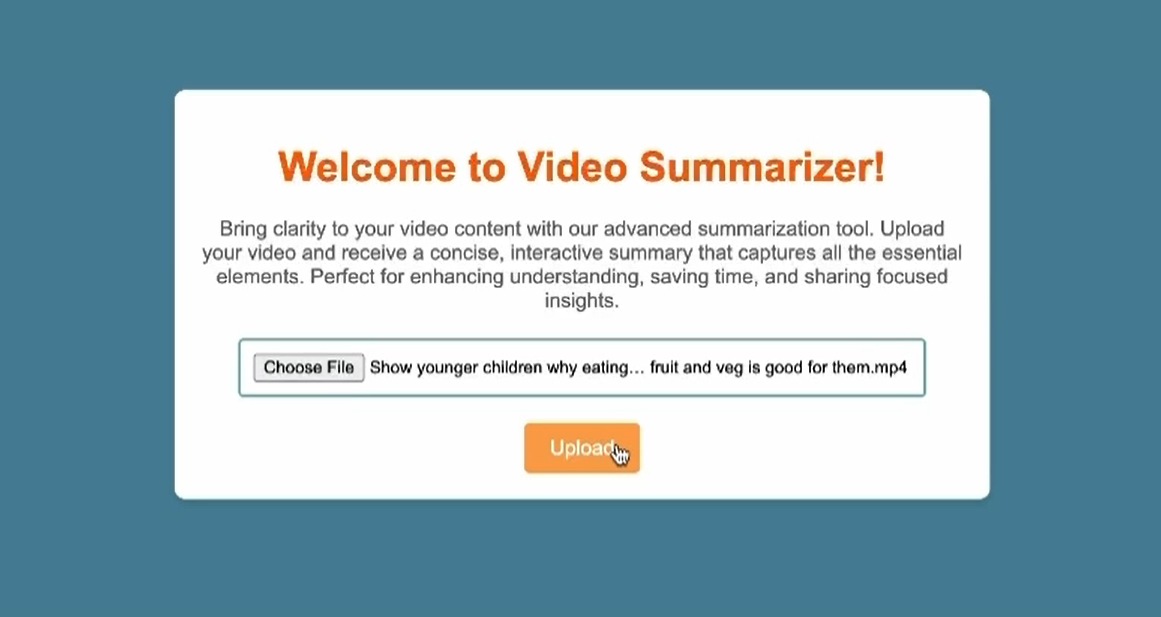 Welcome to Video Summarizer!
Bring clarity to your video content with our advanced summarization tool. Upload
your video and receive a concise, interactive summary that captures all the essential
elements. Perfect for enhancing understanding, saving time, and sharing focused
insights.
Choose File Show younger children why eating... fruit and veg is good for them.mp4
Upload